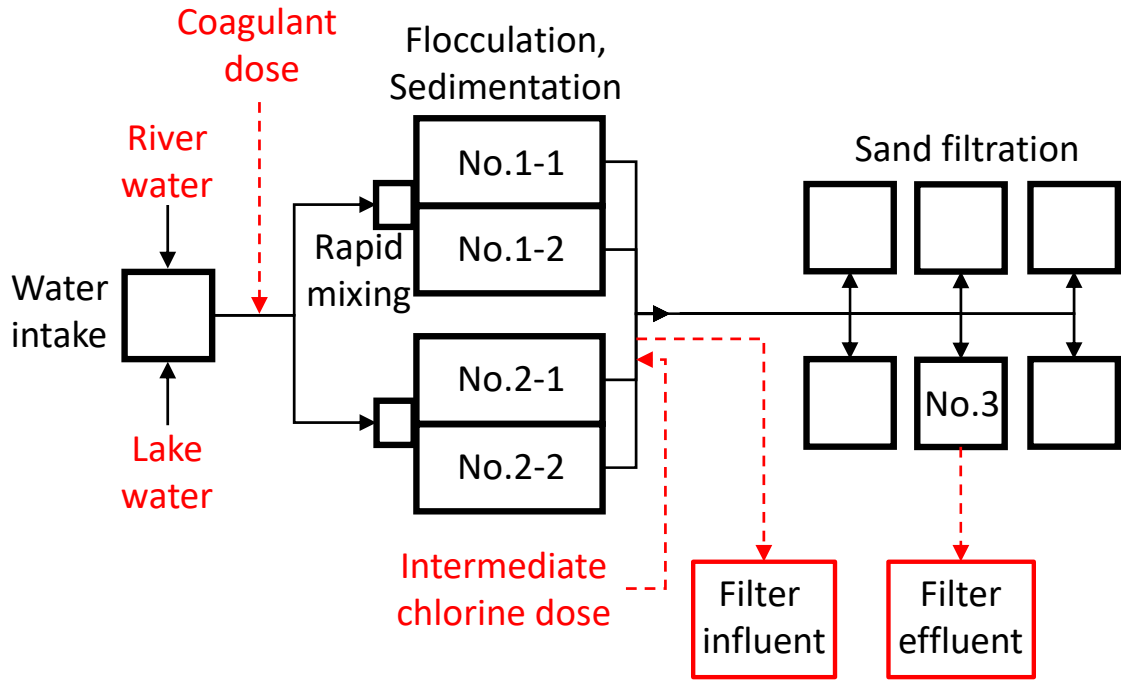 Coagulant
dose
Flocculation,
Sedimentation
River
water
No.1-1
Sand filtration
No.1-2
Rapid
mixing
Water
intake
No.2-1
No.3
Lake
water
No.2-2
Intermediate
chlorine dose
Filter
influent
Filter
effluent